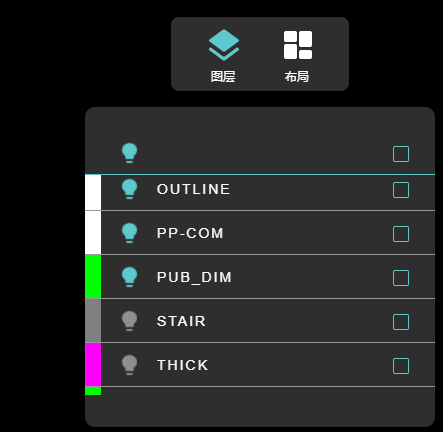 图层 布局
OUTLINE
PP-COM
PUB_DIM
STAIR
THICK